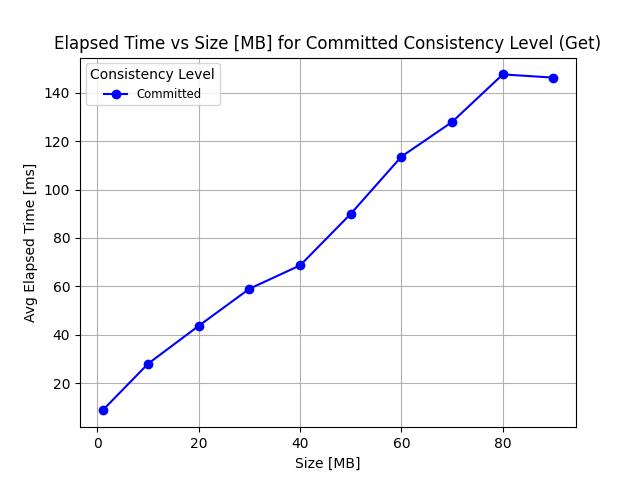 Elapsed Time vs Size [MB] for Committed Consistency Level (Get)
Consistency Level
Committed
Avg Elapsed Time [ms]
140
120
100
80
60
40
20
0 20 40 60 80
Size [MB]